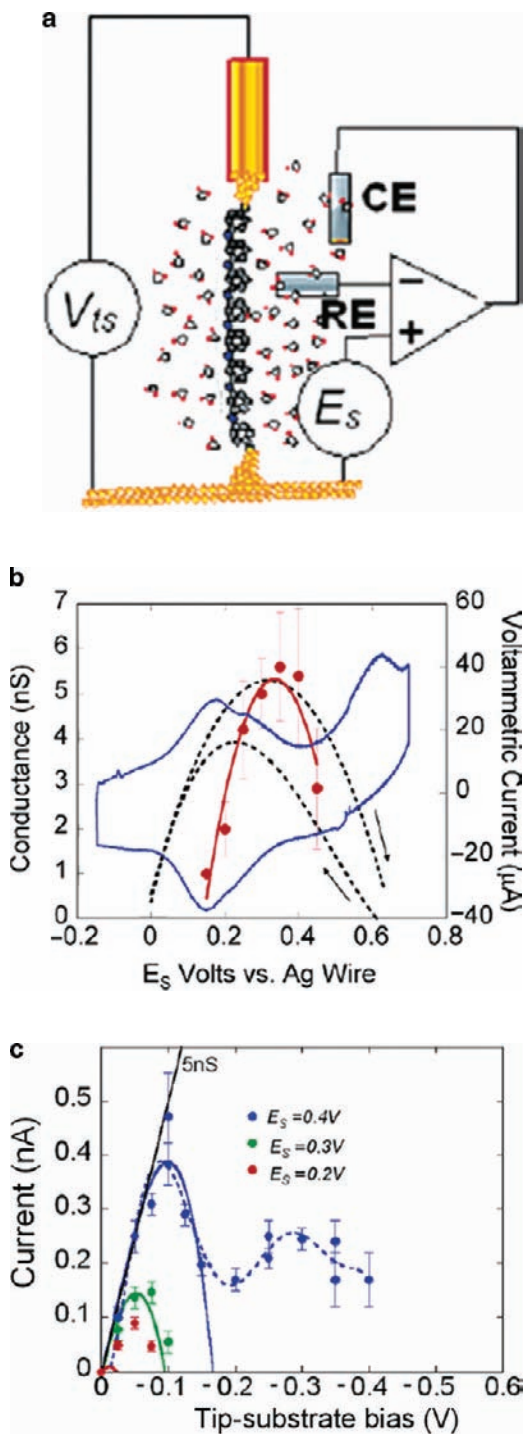 a
CE
RE
V_ts
−
+
E_s
b
Conductance (nS)
7
6
5
4
3
2
1
0
60
40
20
0
−20
−40
Voltammetric Current (μA)
−0.2 0 0.2 0.4 0.6 0.8
E_S Volts vs. Ag Wire
c
Current (nA)
0.5
0.4
0.3
0.2
0.1
0
5nS
E_S =0.4V
E_S =0.3V
E_S =0.2V
0 - 0.1 - 0.2 - 0.3 - 0.4 - 0.5 - 0.6
Tip-substrate bias (V)